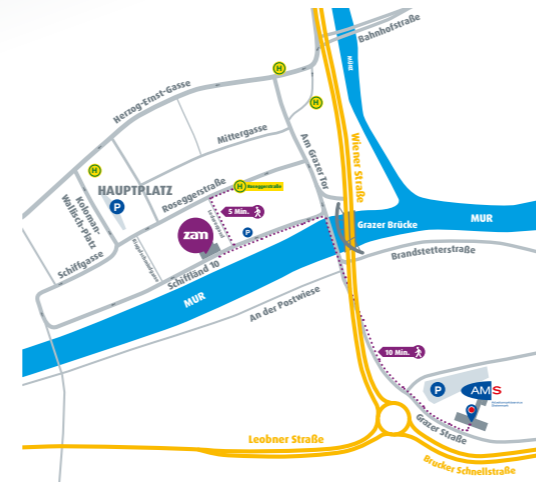 Bahnhofstraße
MÜRZ
H
Herzog-Ernst-Gasse
H
Mittergasse
Am Grazer Tor
Wiener Straße
H
HAUPTPLATZ
P
Koloman-
Wallisch-Platz
Roseggerstraße
H Roseggerstraße
5 Min.
zam
P
Grazer Brücke
MUR
Brandstetterstraße
Schiffgasse
Schiffländ 10
MUR
An der Postwiese
10 Min.
P
AMS
Grazer Straße
Leobner Straße
Brucker Schnellstraße